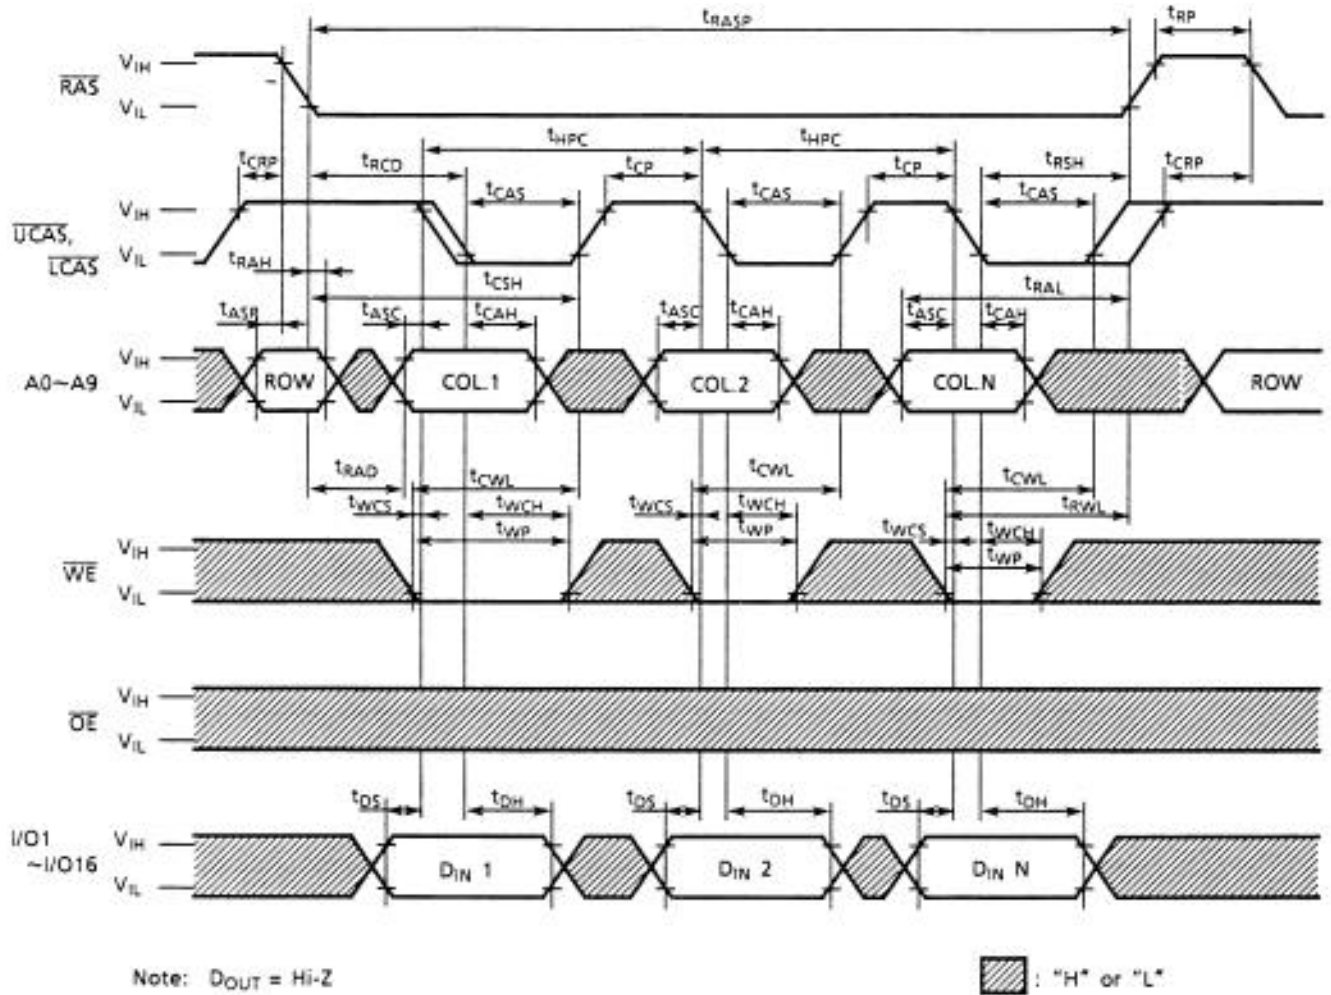 tRASP tRP
RAS VIH
VIL
tHPC tHPC
tCRP tRCD tCP tCP tRSH tCRP
tCAS tCAS tCAS
UCAS, VIH
LCAS VIL
tRAH tCSH tRAL
tASR tASC tCAH tASC tCAH tASC tCAH
A0~A9 VIH
VIL
ROW COL.1 COL.2 COL.N ROW
tRAD tCWL tCWL tCWL
tWCS tWCH tWCS tWCH tRWL
tWP tWP tWCS tWCH
tWP
WE VIH
VIL
OE VIH
VIL
tDS tDH tDS tDH tDS tDH
I/O1 VIH
~I/O16 VIL
DIN 1 DIN 2 DIN N
Note: DOUT = Hi-Z : "H" or "L"